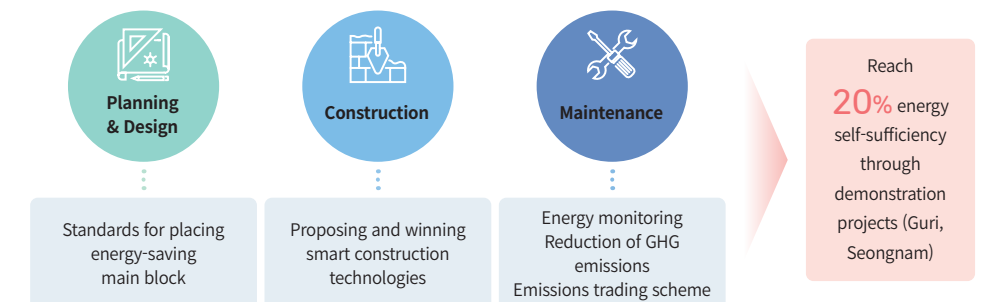 Planning
& Design
Standards for placing
energy-saving
main block
Construction
Proposing and winning
smart construction
technologies
Maintenance
Energy monitoring
Reduction of GHG
emissions
Emissions trading scheme
Reach
20% energy
self-sufficiency
through
demonstration
projects (Guri,
Seongnam)